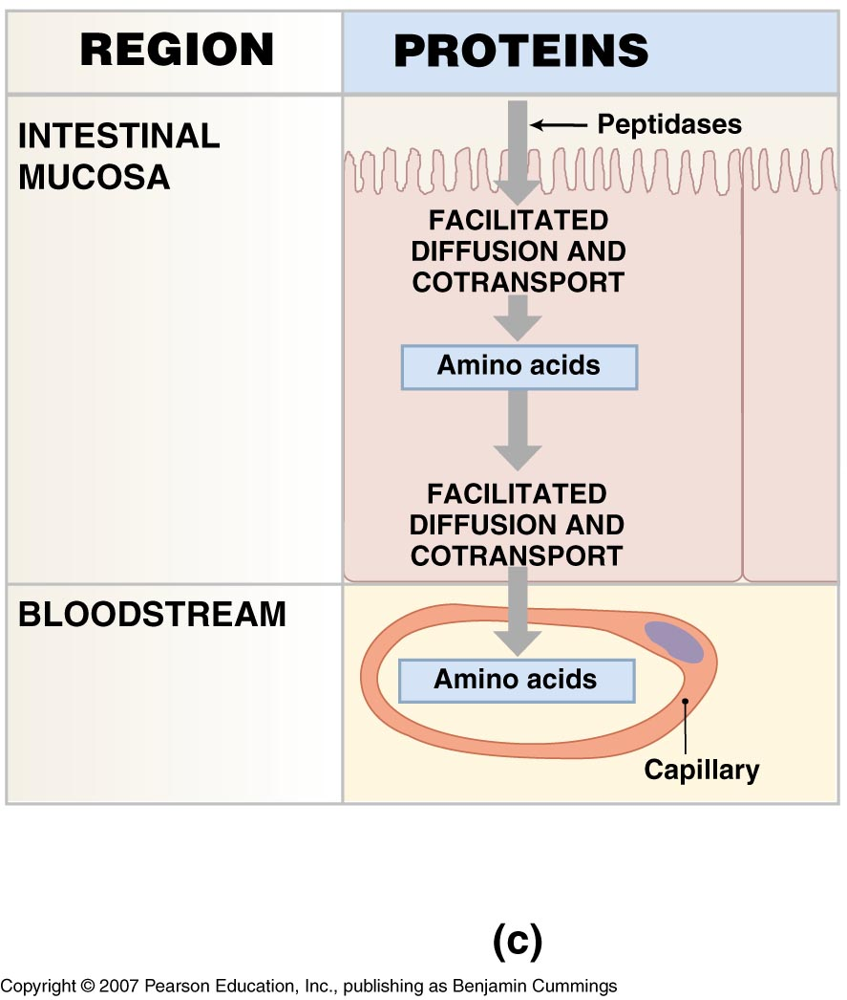 REGION
PROTEINS
INTESTINAL
MUCOSA
Peptidases
FACILITATED
DIFFUSION AND
COTRANSPORT
Amino acids
FACILITATED
DIFFUSION AND
COTRANSPORT
BLOODSTREAM
Amino acids
Capillary
(c)
Copyright © 2007 Pearson Education, Inc., publishing as Benjamin Cummings